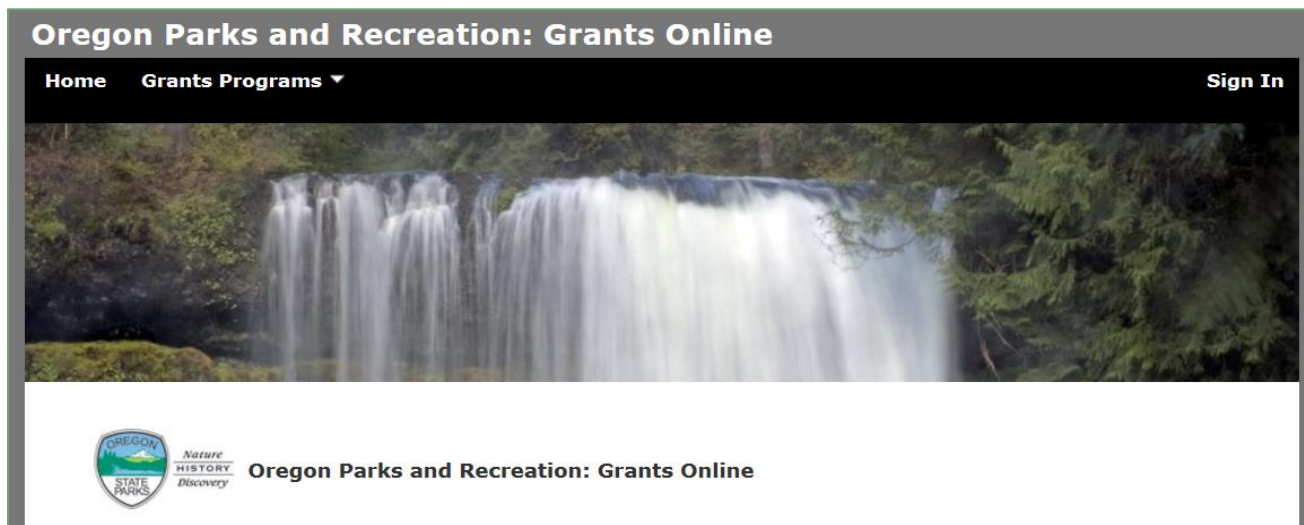 Oregon Parks and Recreation: Grants Online
Home Grants Programs Sign In
OREGON
STATE
PARKS
Nature
HISTORY
Discovery
Oregon Parks and Recreation: Grants Online